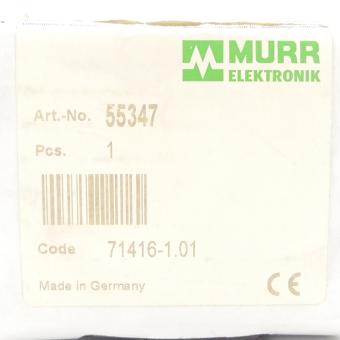 MURR
ELEKTRONIK
Art.-No. 55347
Pcs. 1
Code 71416-1.01
Made in Germany CE